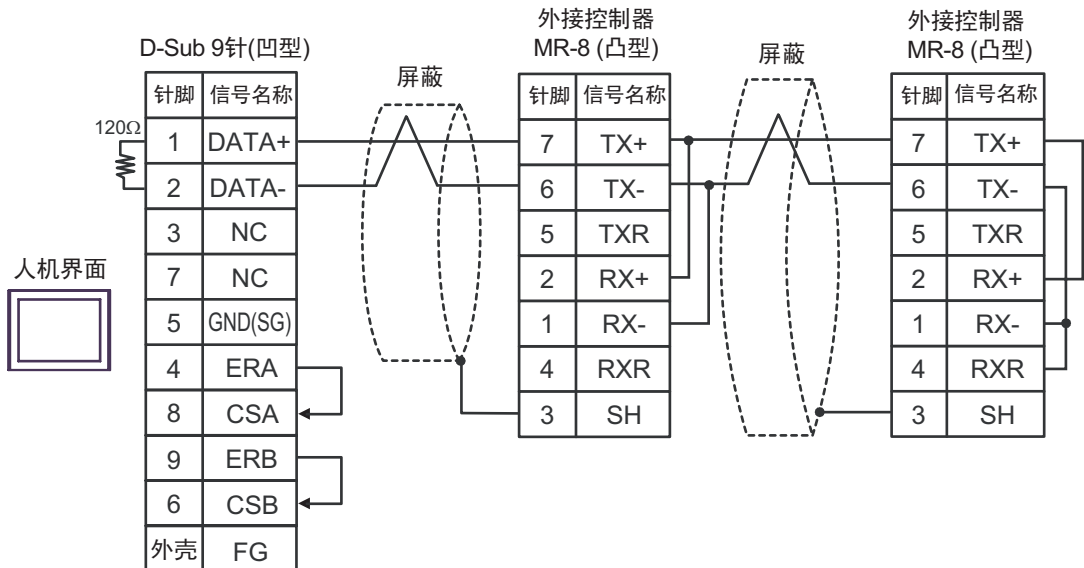 D-Sub 9针(凹型)
针脚 信号名称
120Ω
1 DATA+
2 DATA-
3 NC
7 NC
5 GND(SG)
4 ERA
8 CSA
9 ERB
6 CSB
外壳 FG
人机界面
屏蔽
外接控制器
MR-8 (凸型)
针脚 信号名称
7 TX+
6 TX-
5 TXR
2 RX+
1 RX-
4 RXR
3 SH
屏蔽
外接控制器
MR-8 (凸型)
针脚 信号名称
7 TX+
6 TX-
5 TXR
2 RX+
1 RX-
4 RXR
3 SH